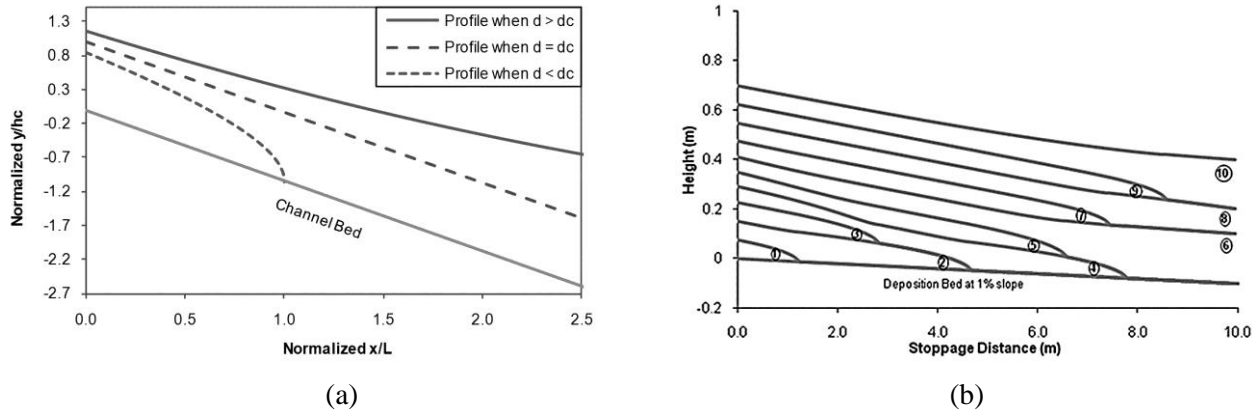 1.3
0.8
0.3
-0.2
-0.7
-1.2
-1.7
-2.2
-2.7
Normalized y/hc
Profile when d > dc
Profile when d = dc
Profile when d < dc
Channel Bed
0.0 0.5 1.0 1.5 2.0 2.5
Normalized x/L
(a)
b)
1
0.8
0.6
0.4
0.2
0
-0.2
Height (m)
10
9
8
7
6
3
5
1
2
4
Deposition Bed at 1% slope
0.0 2.0 4.0 6.0 8.0 10.0
Stoppage Distance (m)
(b)